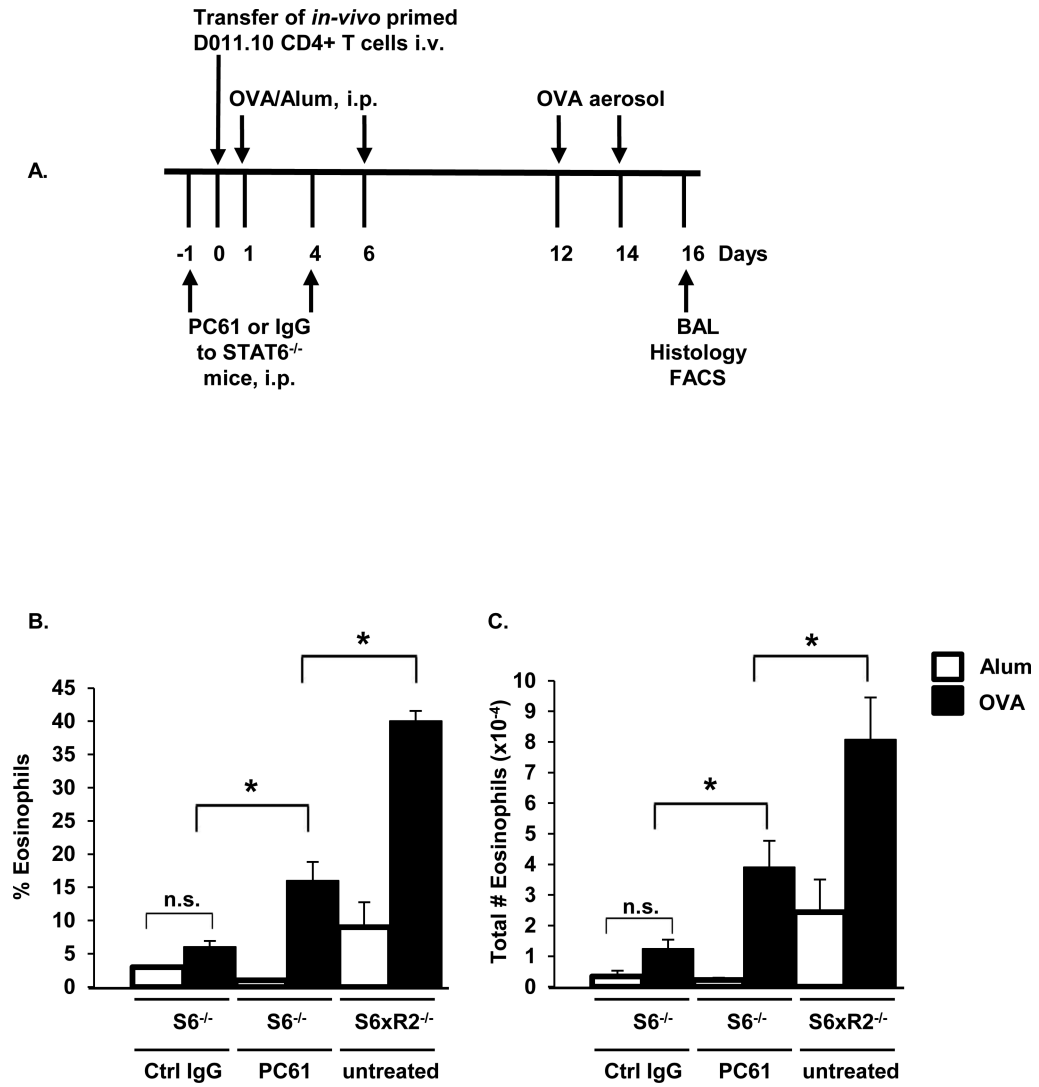 Transfer of in-vivo primed
D011.10 CD4+ T cells i.v.
OVA/Alum, i.p.
OVA aerosol
A.
-1 0 1 4 6 12 14 16 Days
PC61 or IgG
to STAT6-/-
mice, i.p.
BAL
Histology
FACS
B.
*
45
40
35
30
25
20
15
10
5
0
% Eosinophils
*
n.s.
S6-/- S6-/- S6xR2-/-
Ctrl IgG PC61 untreated
C.
*
10
9
8
7
6
5
4
3
2
1
0
Total # Eosinophils (x10-4)
*
n.s.
S6-/- S6-/- S6xR2-/-
Ctrl IgG PC61 untreated
Alum
OVA